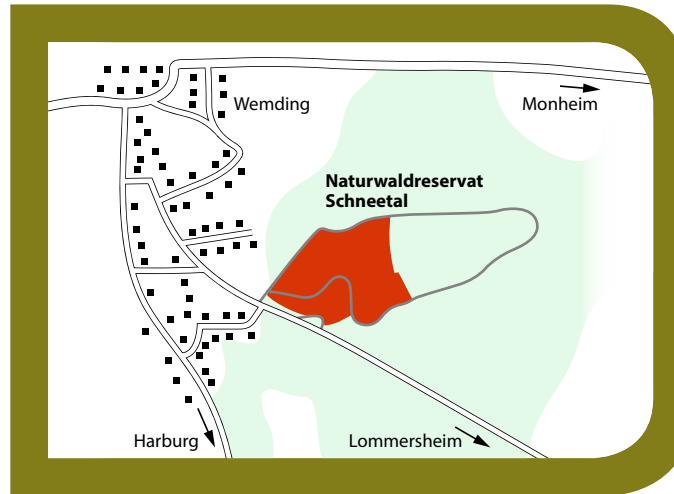 Wemding
Monheim
Naturwaldreservat
Schneetal
Harburg
Lommersheim